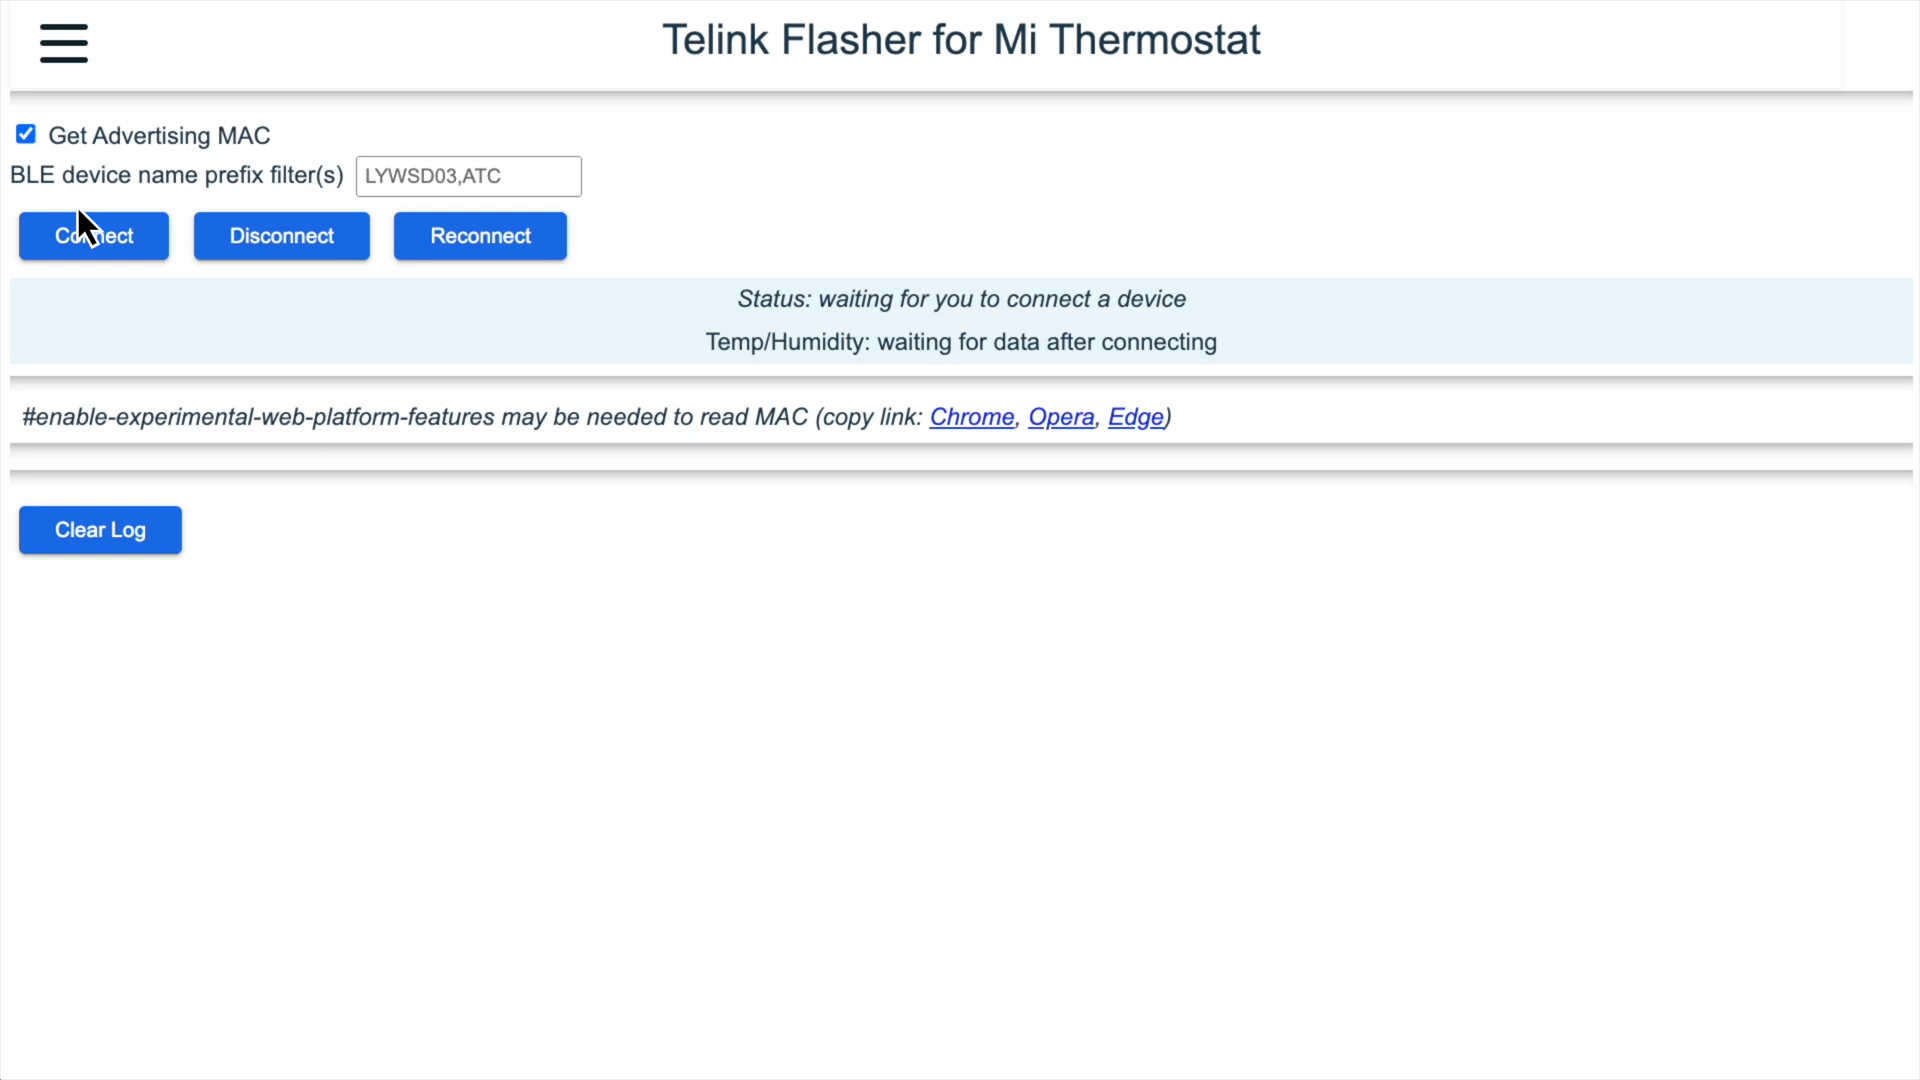 Telink Flasher for Mi Thermostat
Get Advertising MAC
BLE device name prefix filter(s) LYWSD03,ATC
Connect Disconnect Reconnect
Status: waiting for you to connect a device
Temp/Humidity: waiting for data after connecting
#enable-experimental-web-platform-features may be needed to read MAC (copy link: Chrome, Opera, Edge)
Clear Log